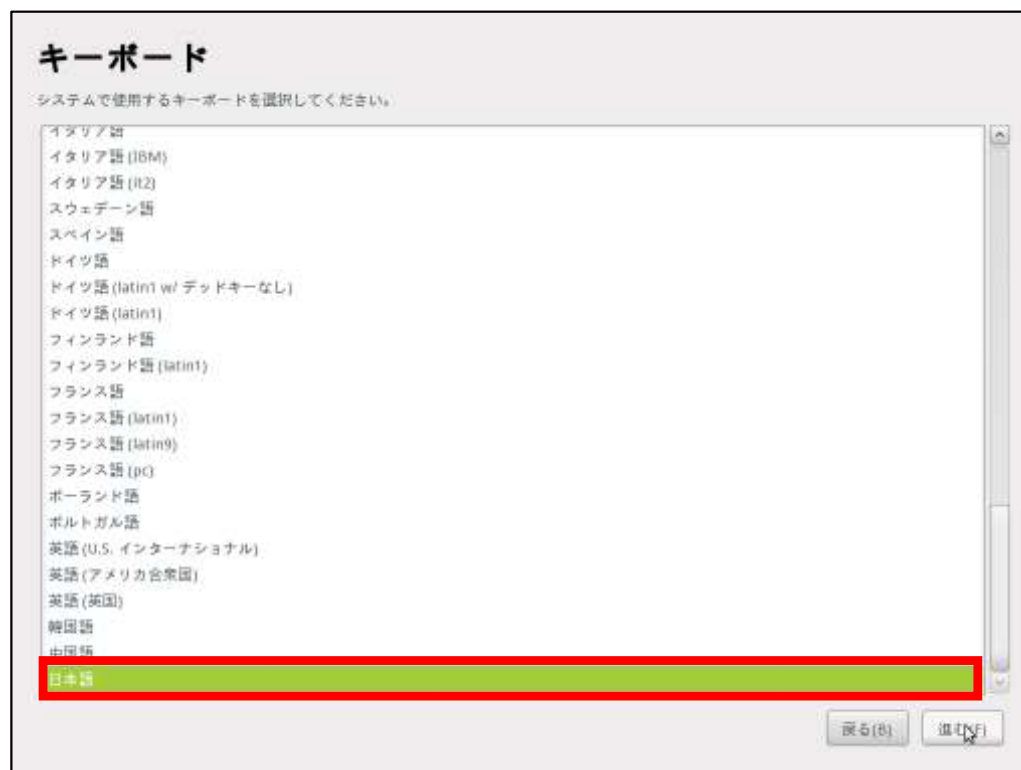 キーボード
システムで使用するキーボードを選択してください。
イタリア語
イタリア語 (IBM)
イタリア語 (it2)
スウェデーン語
スペイン語
ドイツ語
ドイツ語 (latin1 w/ デッドキーなし)
ドイツ語 (latin1)
フィンランド語
フィンランド語 (latin1)
フランス語
フランス語 (latin1)
フランス語 (latin9)
フランス語 (pc)
ポーランド語
ポルトガル語
英語 (U.S. インターナショナル)
英語 (アメリカ合衆国)
英語 (英国)
韓国語
中国語
日本語
戻る(B) 進む(F)